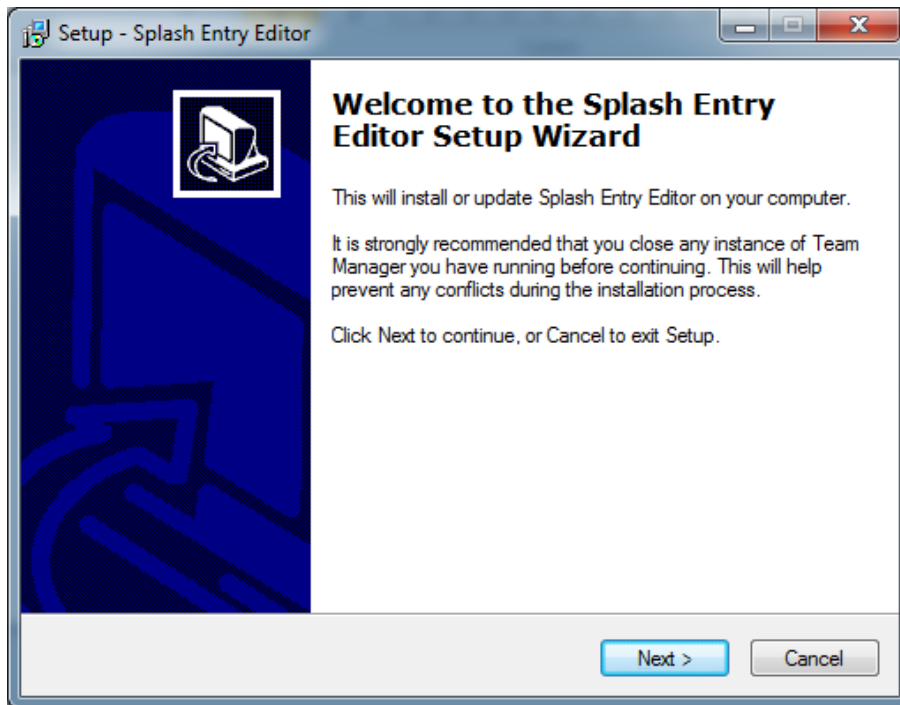 Setup - Splash Entry Editor
Welcome to the Splash Entry
Editor Setup Wizard
This will install or update Splash Entry Editor on your computer.
It is strongly recommended that you close any instance of Team
Manager you have running before continuing. This will help
prevent any conflicts during the installation process.
Click Next to continue, or Cancel to exit Setup.
Next >
Cancel